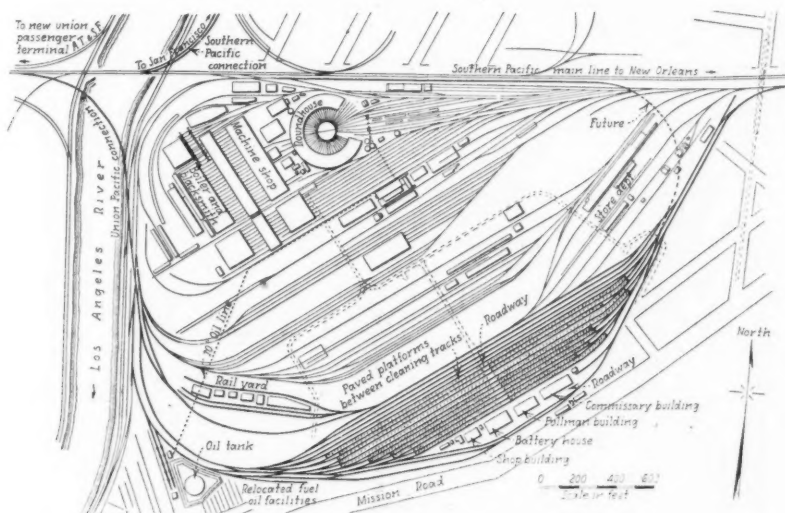 To new union
passenger
terminal
A T & S F
To San Francisco
Southern
Pacific
connection
Southern Pacific main line to New Orleans
Future
Roundhouse
Machine shop
Boiler and
blacksmith
Store dept.
Los Angeles River
Union Pacific connection
10" oil line
Roadway
Paved platforms
between cleaning tracks
North
Rail yard
Roadway
Commissary building
Pullman building
Battery house
Shop building
Oil tank
Relocated fuel
oil facilities
Mission Road
0 200 400 600
Scale in feet